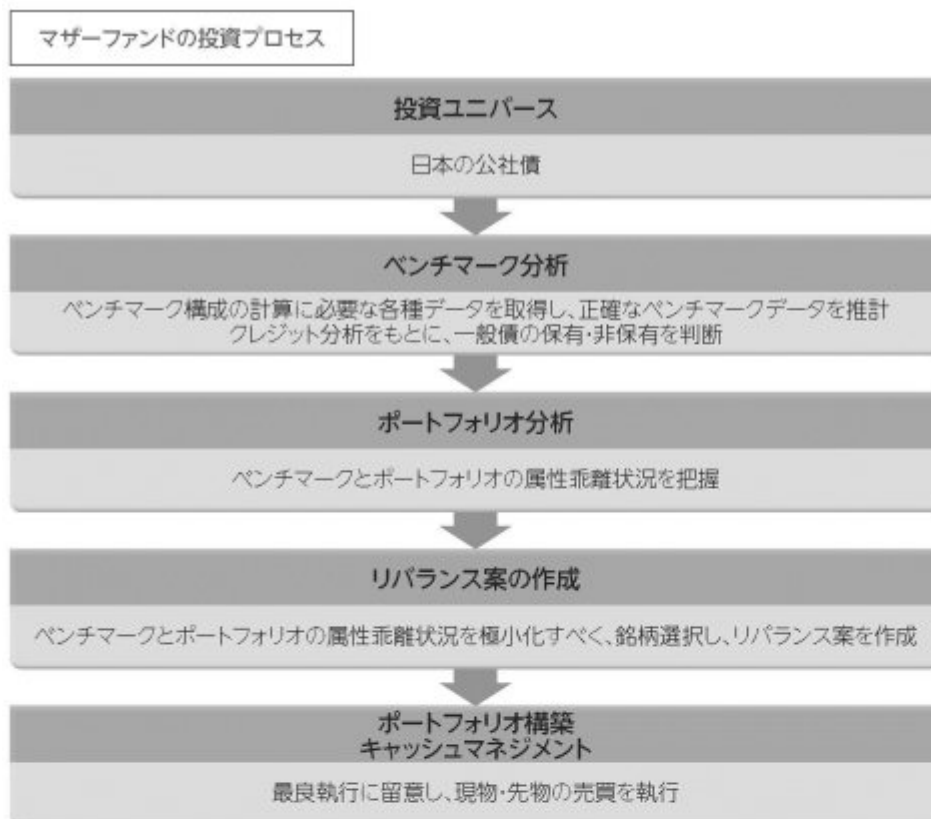 マザーファンドの投資プロセス
投資ユニバース
日本の公社債
ベンチマーク分析
ベンチマーク構成の計算に必要な各種データを取得し、正確なベンチマークデータを推計
クレジット分析をもとに、一般債の保有・非保有を判断
ポートフォリオ分析
ベンチマークとポートフォリオの属性乖離状況を把握
リバランス案の作成
ベンチマークとポートフォリオの属性乖離状況を極小化すべく、銘柄選択し、リバランス案を作成
ポートフォリオ構築
キャッシュマネジメント
最良執行に留意し、現物・先物の売買を執行